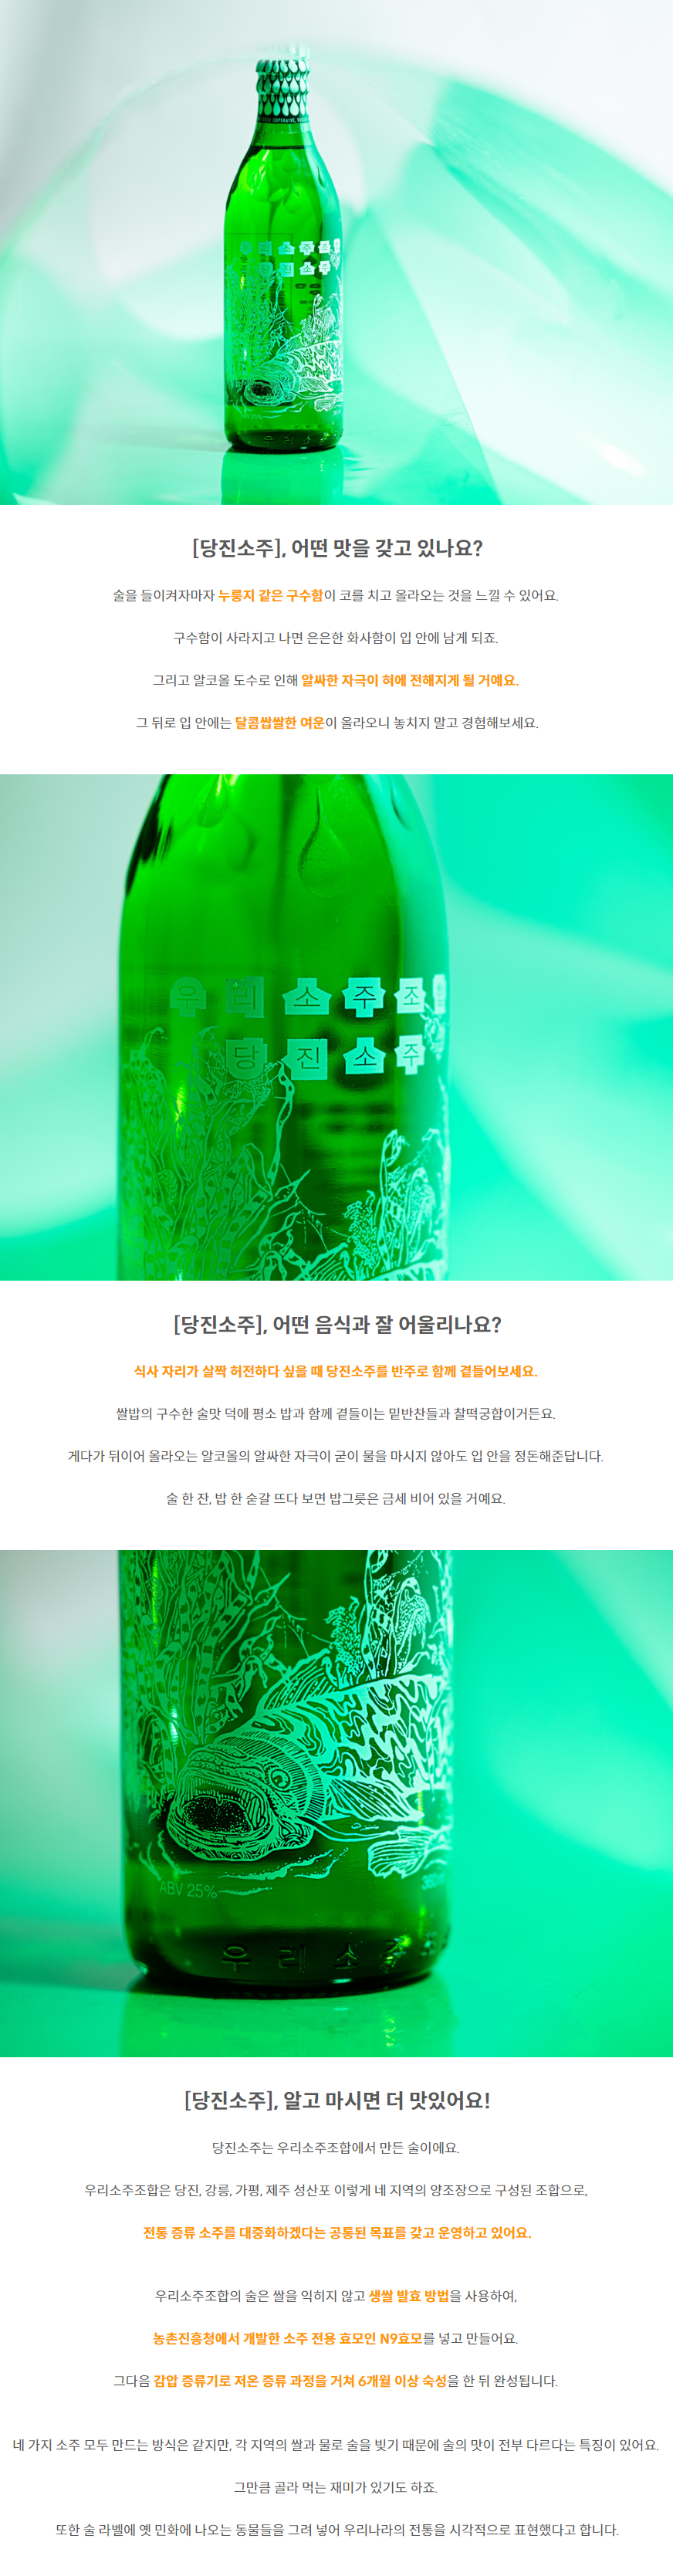 우리소주조
당진소주
우리소
[당진소주], 어떤 맛을 갖고 있나요?
술을 들이켜자마자 누룽지 같은 구수함이 코를 치고 올라오는 것을 느낄 수 있어요.
구수함이 사라지고 나면 은은한 화사함이 입 안에 남게 되죠.
그리고 알코올 도수로 인해 알싸한 자극이 혀에 전해지게 될 거예요.
그 뒤로 입 안에는 달콤쌉쌀한 여운이 올라오니 놓치지 말고 경험해보세요.
우리소주조
당진소주
[당진소주], 어떤 음식과 잘 어울리나요?
식사 자리가 살짝 허전하다 싶을 때 당진소주를 반주로 함께 곁들어보세요.
쌀밥의 구수한 술맛 덕에 평소 밥과 함께 곁들이는 밑반찬들과 찰떡궁합이거든요.
게다가 뒤이어 올라오는 알코올의 알싸한 자극이 굳이 물을 마시지 않아도 입 안을 정돈해준답니다.
술 한 잔, 밥 한 숟갈 뜨다 보면 밥그릇은 금세 비어 있을 거예요.
ABV 25%
우리소
[당진소주], 알고 마시면 더 맛있어요!
당진소주는 우리소주조합에서 만든 술이에요.
우리소주조합은 당진, 강릉, 가평, 제주 성산포 이렇게 네 지역의 양조장으로 구성된 조합으로,
전통 증류 소주를 대중화하겠다는 공통된 목표를 갖고 운영하고 있어요.
우리소주조합의 술은 쌀을 익히지 않고 생쌀 발효 방법을 사용하여,
농촌진흥청에서 개발한 소주 전용 효모인 N9효모를 넣고 만들어요.
그다음 감압 증류기로 저온 증류 과정을 거쳐 6개월 이상 숙성을 한 뒤 완성됩니다.
네 가지 소주 모두 만드는 방식은 같지만, 각 지역의 쌀과 물로 술을 빚기 때문에 술의 맛이 전부 다르다는 특징이 있어요.
그만큼 골라 먹는 재미가 있기도 하죠.
또한 술 라벨에 옛 민화에 나오는 동물들을 그려 넣어 우리나라의 전통을 시각적으로 표현했다고 합니다.